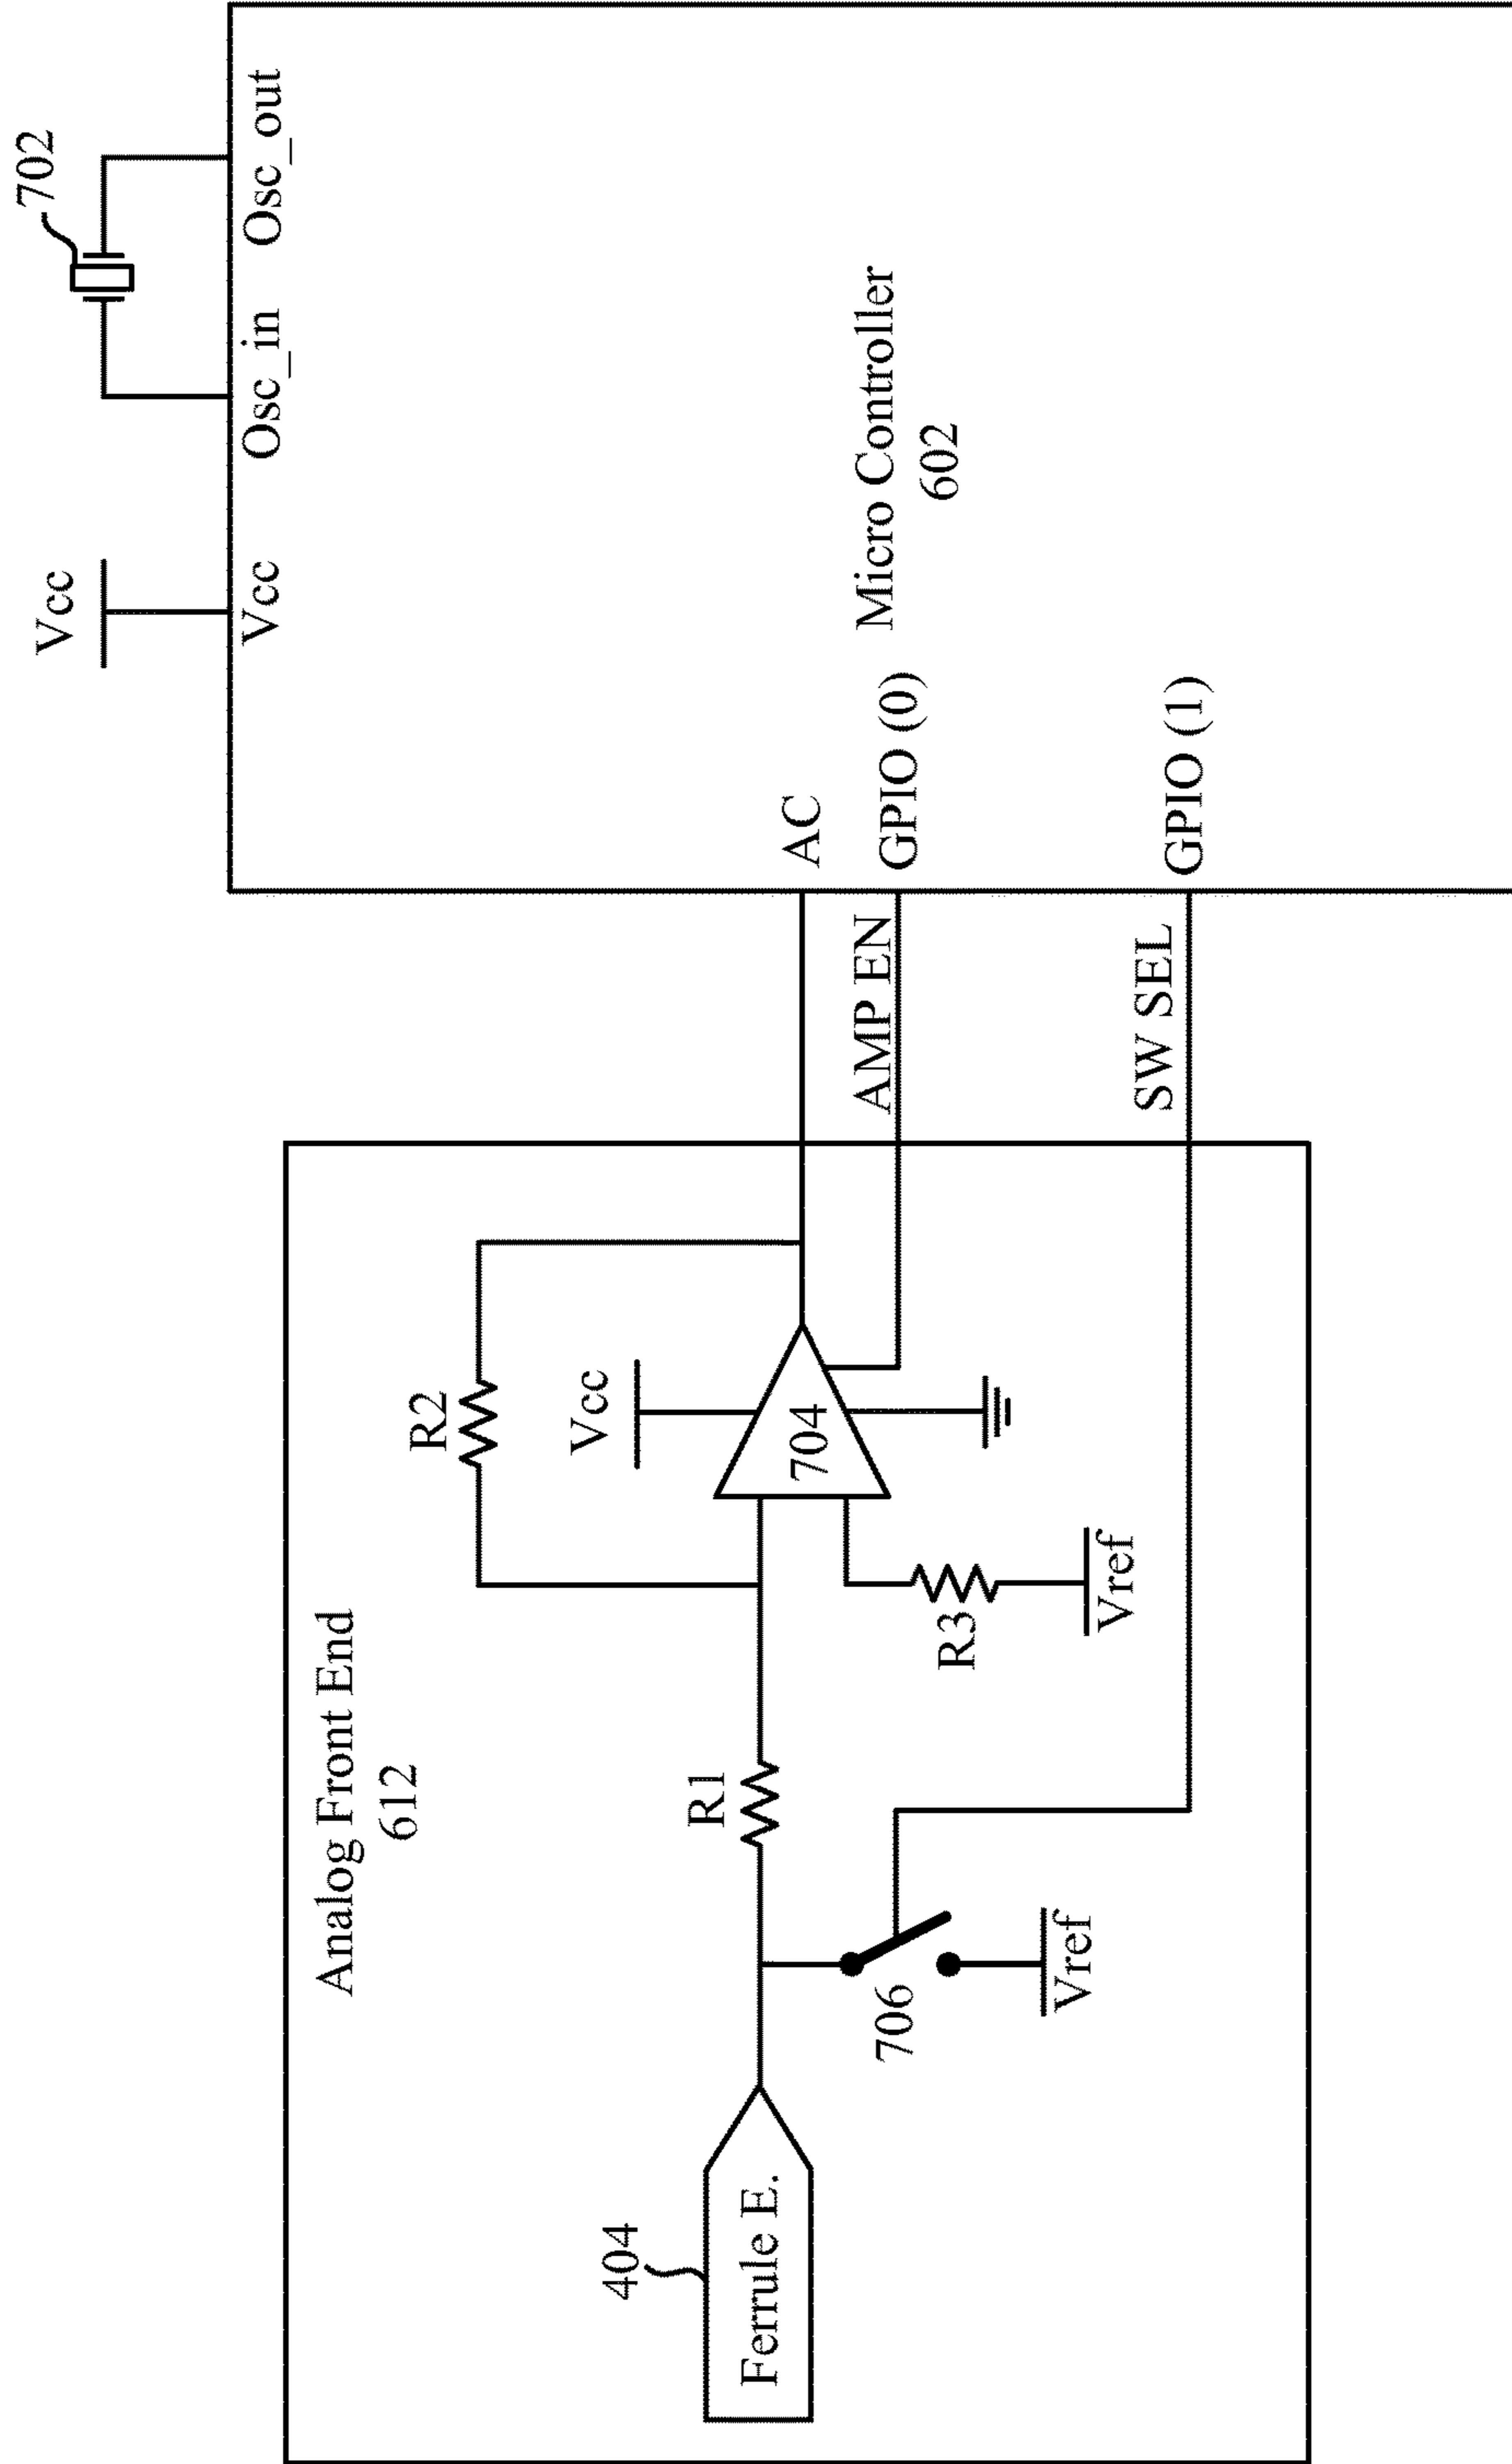 702
Vcc
Vcc
Osc_in
Osc_out
Micro Controller
602
AC
GPIO (0)
GPIO (1)
AMP EN
SW SEL
Analog Front End
612
R2
Vcc
704
R1
R3
Vref
706
Vref
404
Ferrule E.